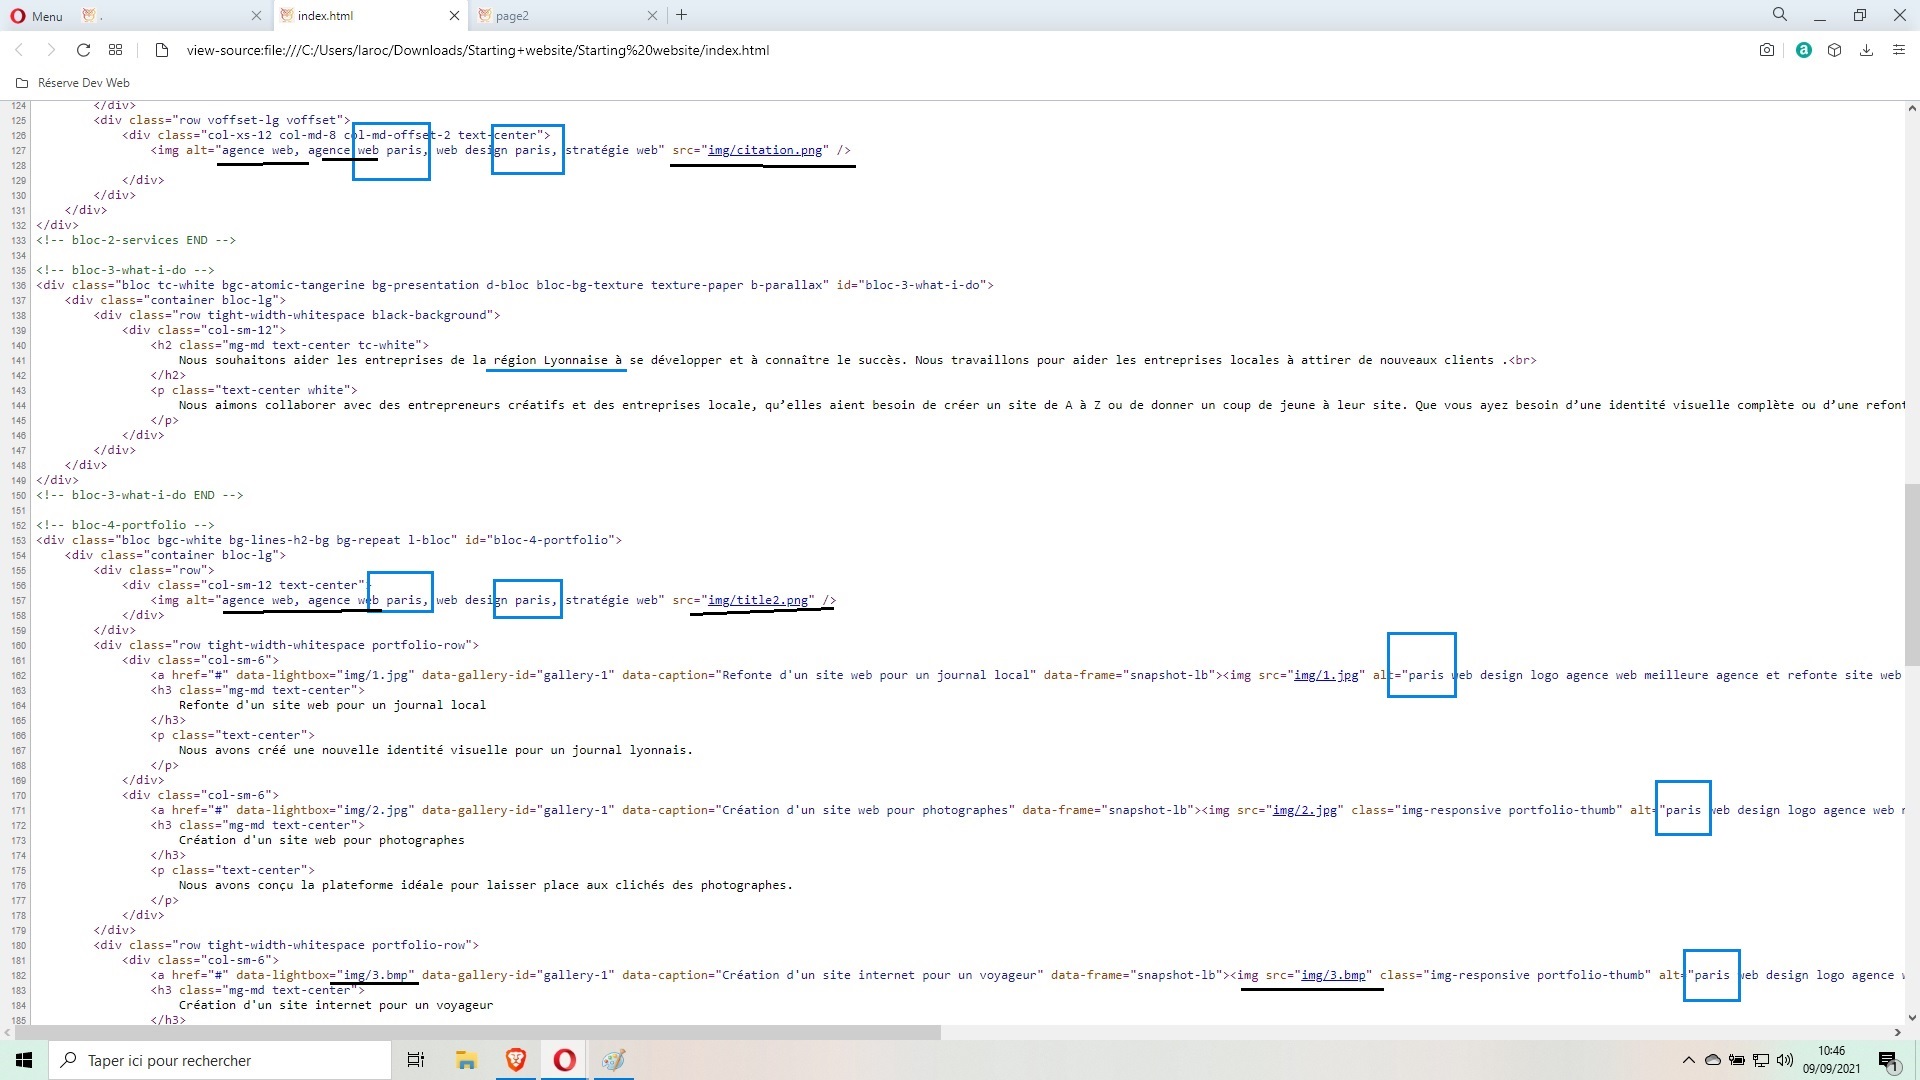 Menu
.
index.html
page2
view-source:file:///C:/Users/laroc/Downloads/Starting+website/Starting%20website/index.html
a
Réserve Dev Web
124 </div>
125 <div class="row voffset-lg voffset">
126 <div class="col-xs-12 col-md-8 col-md-offset-2 text-center">
127 <img alt="agence web, agence web paris, web design paris, stratégie web" src="img/citation.png" />
128
129 </div>
130 </div>
131 </div>
132 </div>
133 <!-- bloc-2-services END -->
134
135 <!-- bloc-3-what-i-do -->
136 <div class="bloc tc-white bgc-atomic-tangerine bg-presentation d-bloc bloc-bg-texture texture-paper b-parallax" id="bloc-3-what-i-do">
137 <div class="container bloc-lg">
138 <div class="row tight-width-whitespace black-background">
139 <div class="col-sm-12">
140 <h2 class="mg-md text-center tc-white">
141 Nous souhaitons aider les entreprises de la région Lyonnaise à se développer et à connaître le succès. Nous travaillons pour aider les entreprises locales à attirer de nouveaux clients .<br>
142 </h2>
143 <p class="text-center white">
144 Nous aimons collaborer avec des entrepreneurs créatifs et des entreprises locale, qu’elles aient besoin de créer un site de A à Z ou de donner un coup de jeune à leur site. Que vous ayez besoin d’une identité visuelle complète ou d’une refont
145 </p>
146 </div>
147 </div>
148 </div>
149 </div>
150 <!-- bloc-3-what-i-do END -->
151
152 <!-- bloc-4-portfolio -->
153 <div class="bloc bgc-white bg-lines-h2-bg bg-repeat l-bloc" id="bloc-4-portfolio">
154 <div class="container bloc-lg">
155 <div class="row">
156 <div class="col-sm-12 text-center">
157 <img alt="agence web, agence web paris, web design paris, stratégie web" src="img/title2.png" />
158 </div>
159 </div>
160 <div class="row tight-width-whitespace portfolio-row">
161 <div class="col-sm-6">
162 <a href="#" data-lightbox="img/1.jpg" data-gallery-id="gallery-1" data-caption="Refonte d'un site web pour un journal local" data-frame="snapshot-lb"><img src="img/1.jpg" alt="paris web design logo agence web meilleure agence et refonte site web
163 <h3 class="mg-md text-center">
164 Refonte d'un site web pour un journal local
165 </h3>
166 <p class="text-center">
167 Nous avons créé une nouvelle identité visuelle pour un journal lyonnais.
168 </p>
169 </div>
170 <div class="col-sm-6">
171 <a href="#" data-lightbox="img/2.jpg" data-gallery-id="gallery-1" data-caption="Création d'un site web pour photographes" data-frame="snapshot-lb"><img src="img/2.jpg" class="img-responsive portfolio-thumb" alt="paris web design logo agence web
172 <h3 class="mg-md text-center">
173 Création d'un site web pour photographes
174 </h3>
175 <p class="text-center">
176 Nous avons conçu la plateforme idéale pour laisser place aux clichés des photographes.
177 </p>
178 </div>
179 </div>
180 <div class="row tight-width-whitespace portfolio-row">
181 <div class="col-sm-6">
182 <a href="#" data-lightbox="img/3.bmp" data-gallery-id="gallery-1" data-caption="Création d'un site internet pour un voyageur" data-frame="snapshot-lb"><img src="img/3.bmp" class="img-responsive portfolio-thumb" alt="paris web design logo agence
183 <h3 class="mg-md text-center">
184 Création d'un site internet pour un voyageur
185 </h3>
Taper ici pour rechercher
10:46
09/09/2021
1